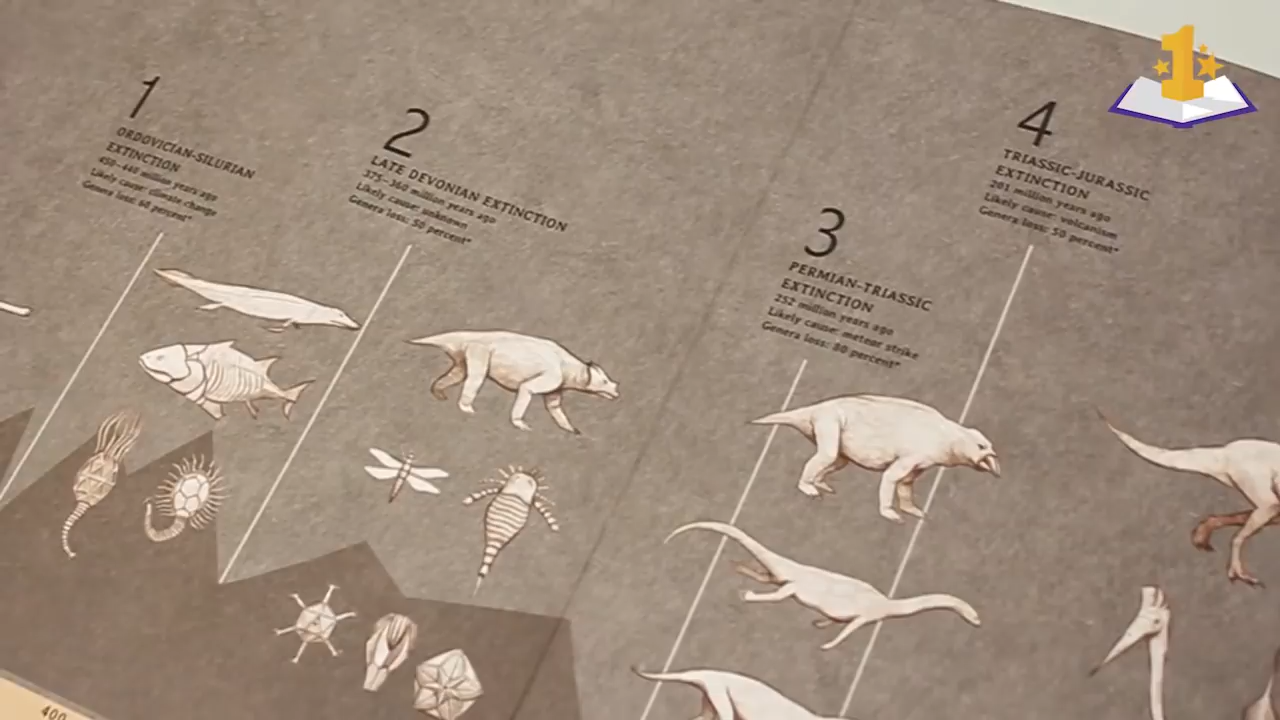 1
ORDOVICIAN-SILURIAN
EXTINCTION
450–440 million years ago
Likely cause: climate change
Genera loss: 60 percent*
2
LATE DEVONIAN EXTINCTION
375–360 million years ago
Likely cause: unknown
Genera loss: 50 percent*
3
PERMIAN-TRIASSIC
EXTINCTION
252 million years ago
Likely cause: meteor strike
Genera loss: 80 percent*
4
TRIASSIC-JURASSIC
EXTINCTION
201 million years ago
Likely cause: volcanism
Genera loss: 50 percent*
1
400